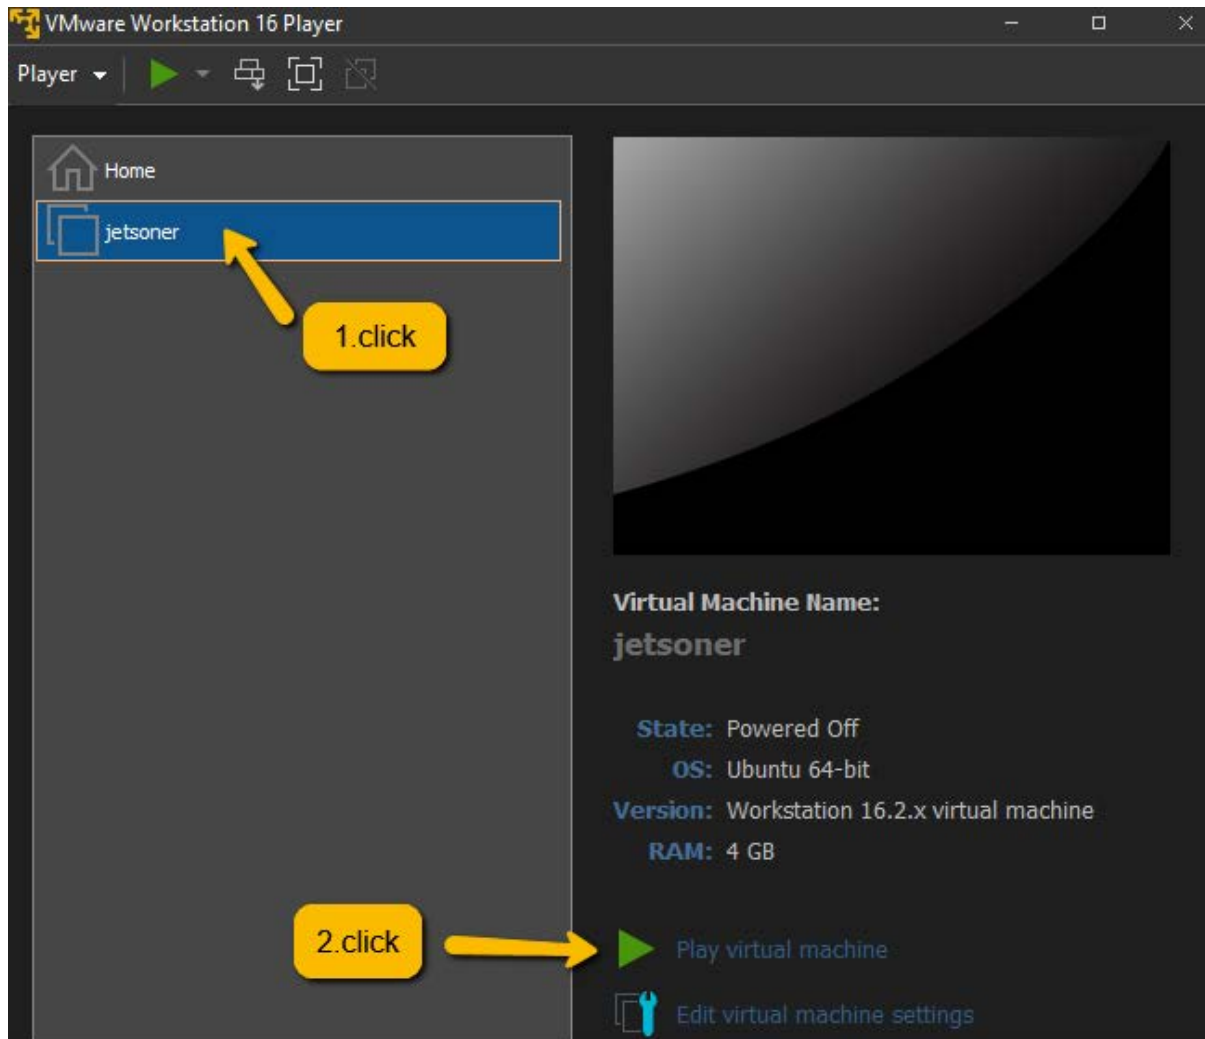 VMware Workstation 16 Player
Player
Home
jetsoner
1.click
Virtual Machine Name:
jetsoner
State: Powered Off
OS: Ubuntu 64-bit
Version: Workstation 16.2.x virtual machine
RAM: 4 GB
2.click
Play virtual machine
Edit virtual machine settings